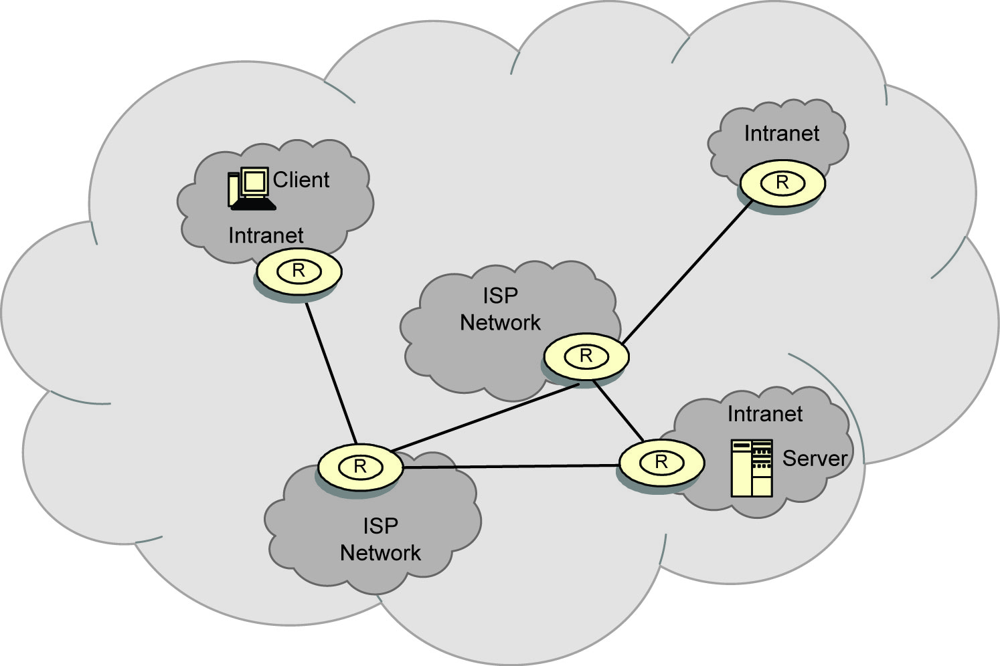 Intranet
R
Client
Intranet
R
ISP
Network
R
Intranet
Server
R
R
ISP
Network